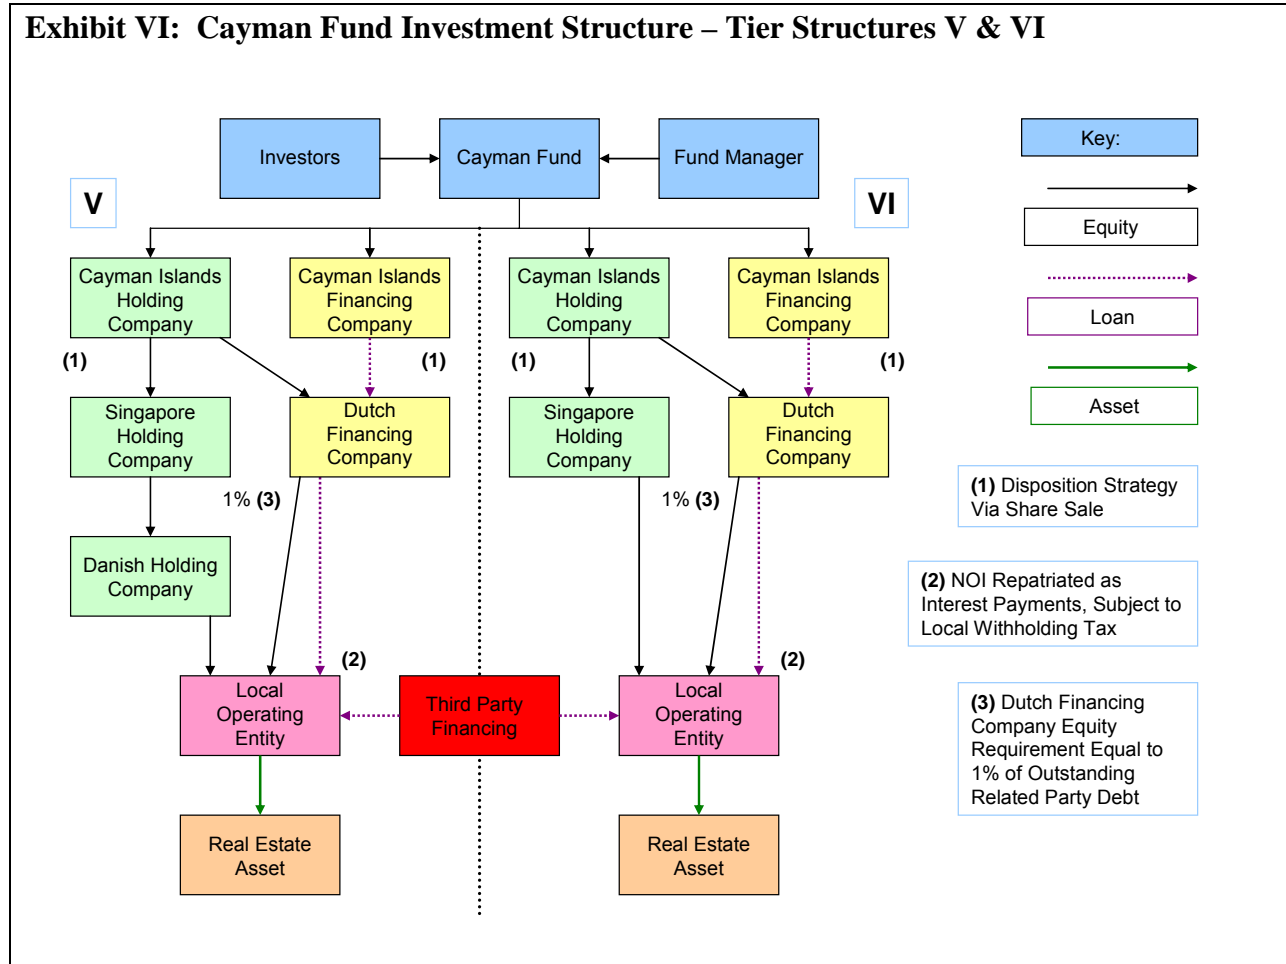 Exhibit VI: Cayman Fund Investment Structure – Tier Structures V & VI
Investors
Cayman Fund
Fund Manager
Key:
V
VI
Equity
Loan
Asset
Cayman Islands
Holding
Company
Cayman Islands
Financing
Company
Cayman Islands
Holding
Company
Cayman Islands
Financing
Company
(1)
(1)
(1)
(1)
Singapore
Holding
Company
Dutch
Financing
Company
Singapore
Holding
Company
Dutch
Financing
Company
1% (3)
1% (3)
Danish Holding
Company
(2)
(2)
Local
Operating
Entity
Third Party
Financing
Local
Operating
Entity
Real Estate
Asset
Real Estate
Asset
(1) Disposition Strategy
Via Share Sale
(2) NOI Repatriated as
Interest Payments, Subject to
Local Withholding Tax
(3) Dutch Financing
Company Equity
Requirement Equal to
1% of Outstanding
Related Party Debt